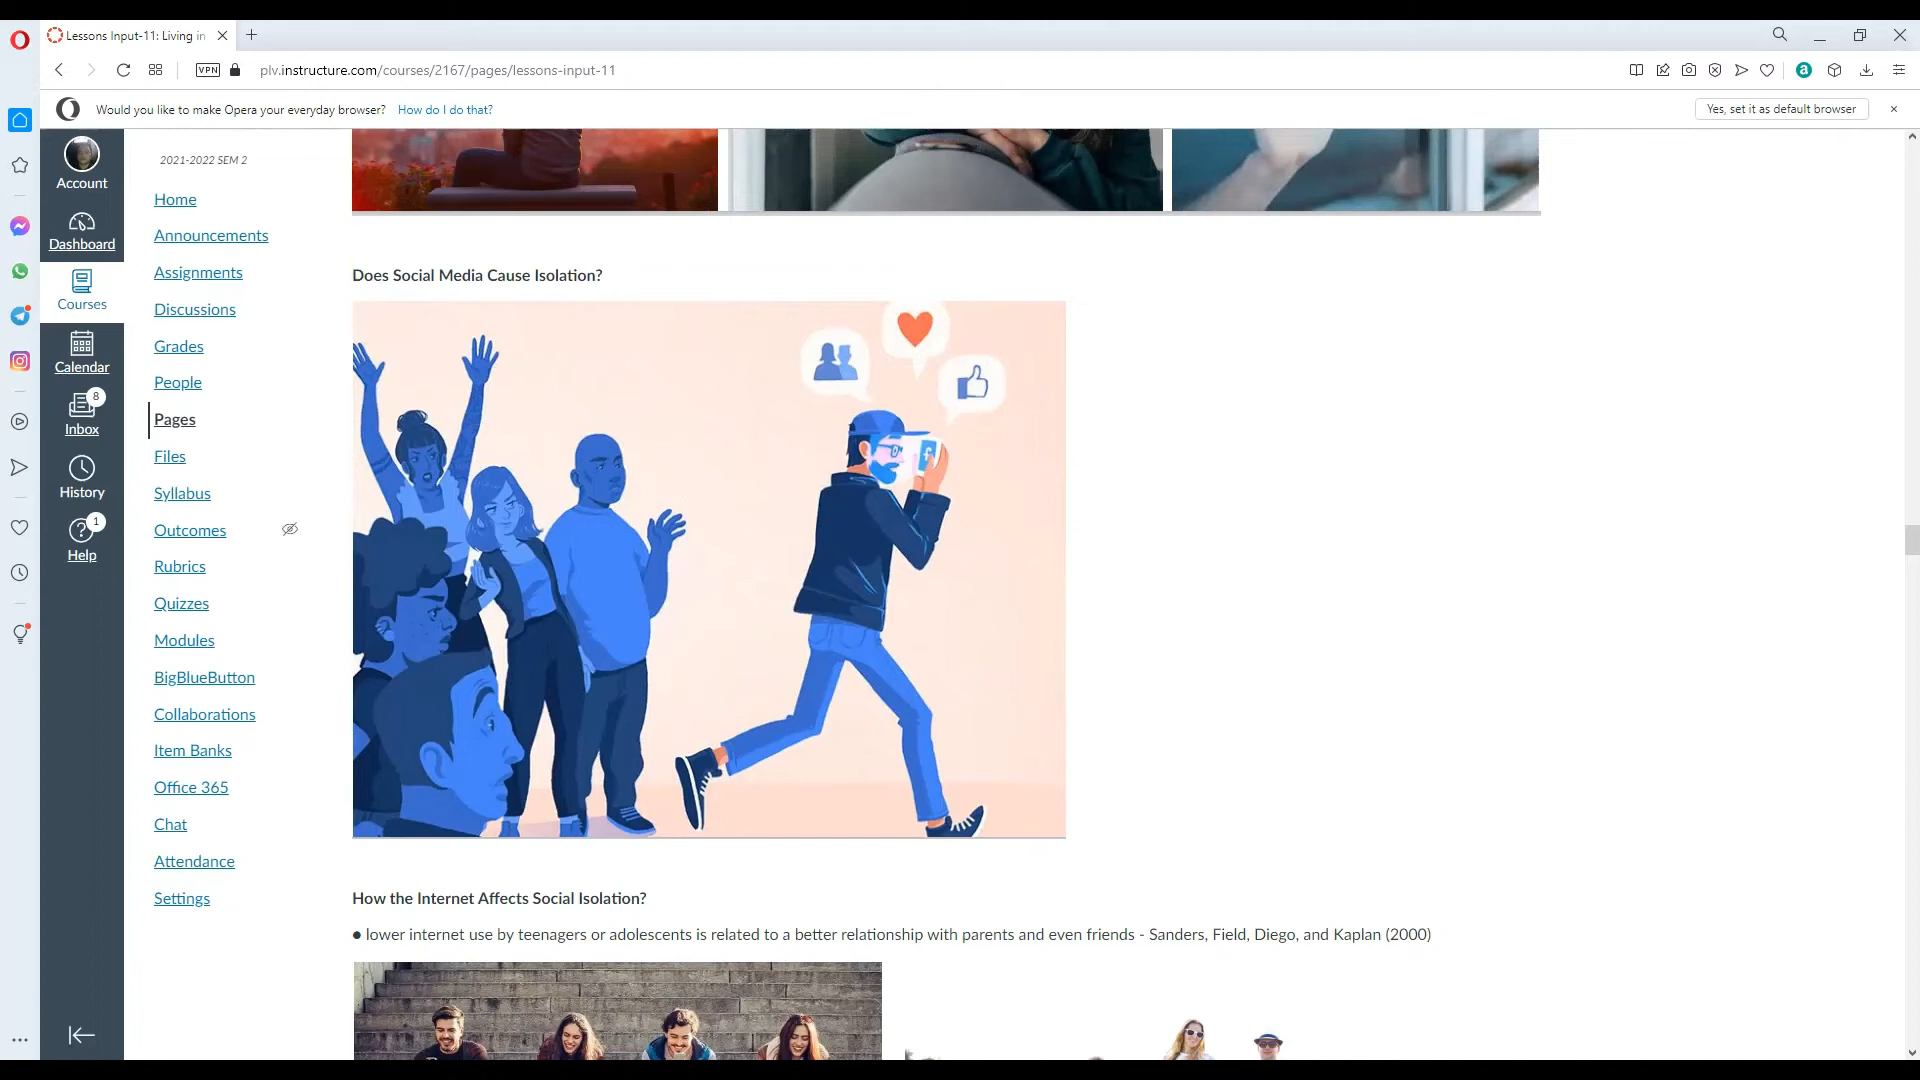 Lessons Input-11: Living in
VPN
plv.instructure.com/courses/2167/pages/lessons-input-11
a
Would you like to make Opera your everyday browser? How do I do that?
Yes, set it as default browser
Account
Dashboard
Courses
Calendar
8
Inbox
History
1
Help
2021-2022 SEM 2
Home
Announcements
Assignments
Discussions
Grades
People
Pages
Files
Syllabus
Outcomes
Rubrics
Quizzes
Modules
BigBlueButton
Collaborations
Item Banks
Office 365
Chat
Attendance
Settings
Does Social Media Cause Isolation?
f
How the Internet Affects Social Isolation?
● lower internet use by teenagers or adolescents is related to a better relationship with parents and even friends - Sanders, Field, Diego, and Kaplan (2000)